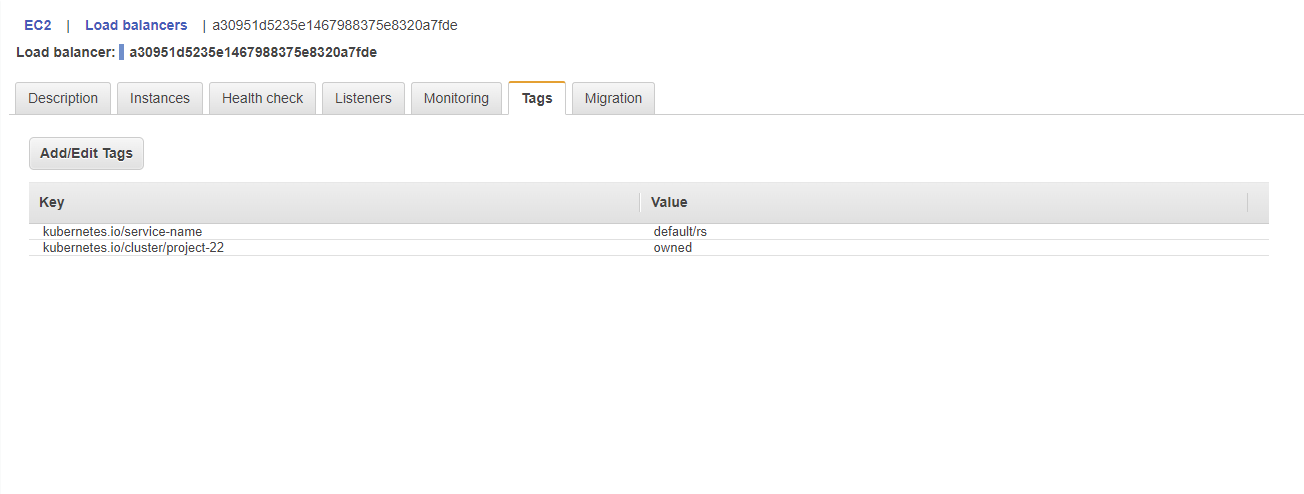 EC2 | Load balancers | a30951d5235e1467988375e8320a7fde
Load balancer: a30951d5235e1467988375e8320a7fde
Description Instances Health check Listeners Monitoring Tags Migration
Add/Edit Tags
Key Value
kubernetes.io/service-name default/rs
kubernetes.io/cluster/project-22 owned